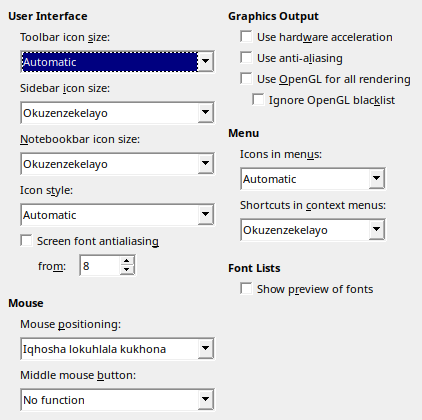 User Interface
Toolbar icon size:
Automatic
Sidebar icon size:
Okuzenzekelayo
Notebookbar icon size:
Okuzenzekelayo
Icon style:
Automatic
Screen font antialiasing
from: 8
Mouse
Mouse positioning:
Iqhosha lokuhlala kukhona
Middle mouse button:
No function
Graphics Output
Use hardware acceleration
Use anti-aliasing
Use OpenGL for all rendering
Ignore OpenGL blacklist
Menu
Icons in menus:
Automatic
Shortcuts in context menus:
Okuzenzekelayo
Font Lists
Show preview of fonts